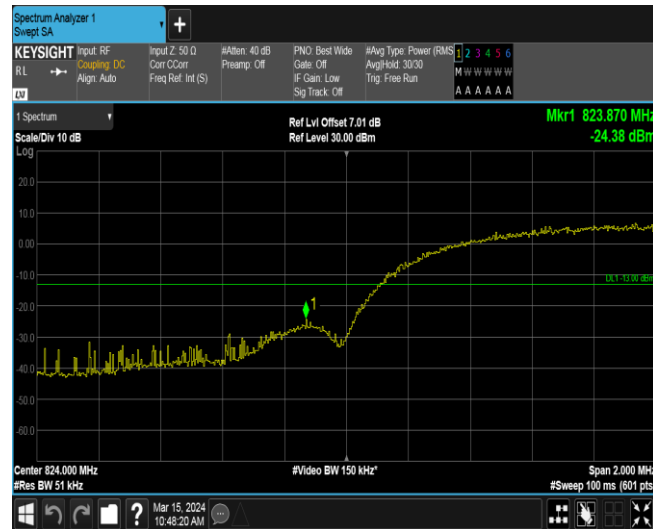 Spectrum Analyzer 1
Swept SA
+
KEYSIGHT
RL
LXI
Input: RF
Coupling: DC
Align: Auto
Input Z: 50 Ω
Corr CCorr
Freq Ref: Int (S)
#Atten: 40 dB
Preamp: Off
PNO: Best Wide
Gate: Off
IF Gain: Low
Sig Track: Off
#Avg Type: Power (RMS
Avg|Hold: 30/30
Trig: Free Run
1 2 3 4 5 6
M W W W W W
A A A A A A
1 Spectrum
Scale/Div 10 dB
Ref Lvl Offset 7.01 dB
Ref Level 30.00 dBm
Mkr1 823.870 MHz
-24.38 dBm
Log
20.0
10.0
0.00
-10.0
DL1 -13.00 dBm
1
-20.0
-30.0
-40.0
-50.0
-60.0
Center 824.000 MHz
#Video BW 150 kHz*
Span 2.000 MHz
#Res BW 51 kHz
#Sweep 100 ms (601 pts
?
Mar 15, 2024
10:48:20 AM